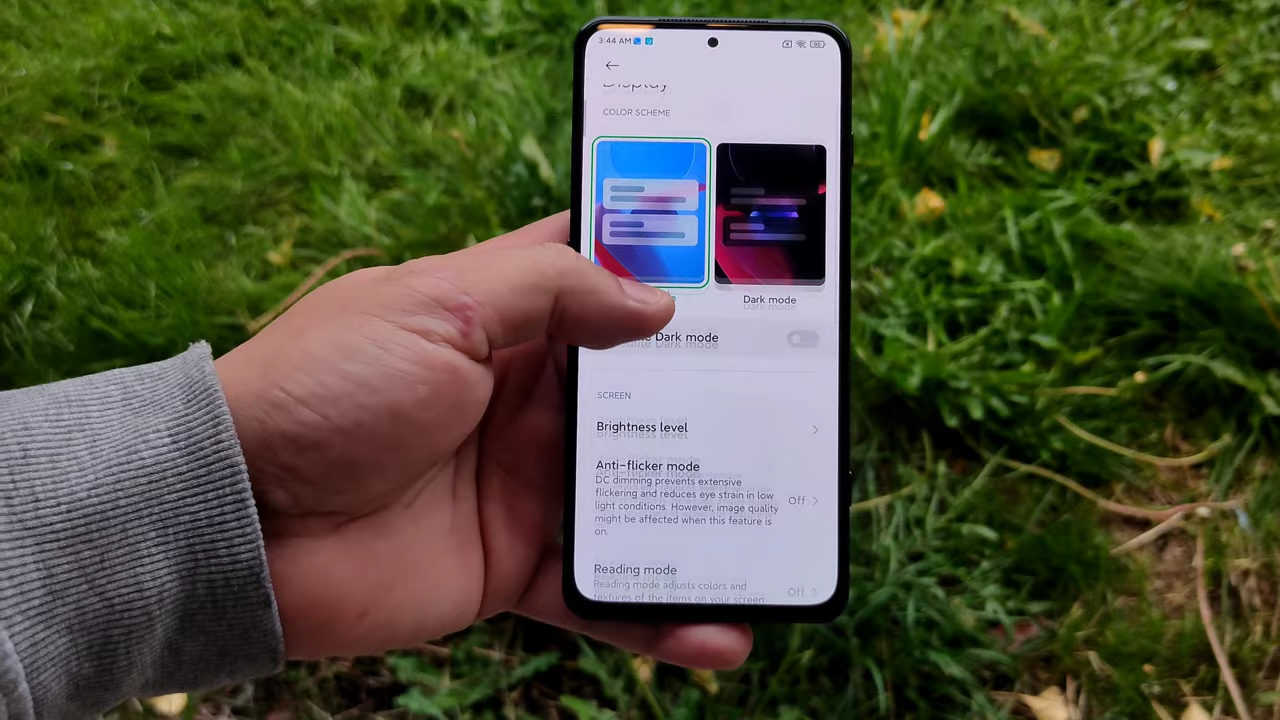 3:44 AM
Display
COLOR SCHEME
Dark mode
Dark mode
SCREEN
Brightness level
Anti-flicker mode
DC dimming prevents extensive
flickering and reduces eye strain in low
light conditions. However, image quality
might be affected when this feature is
on.
Off
Reading mode
Reading mode adjusts colors and
textures of the items on your screen
Off